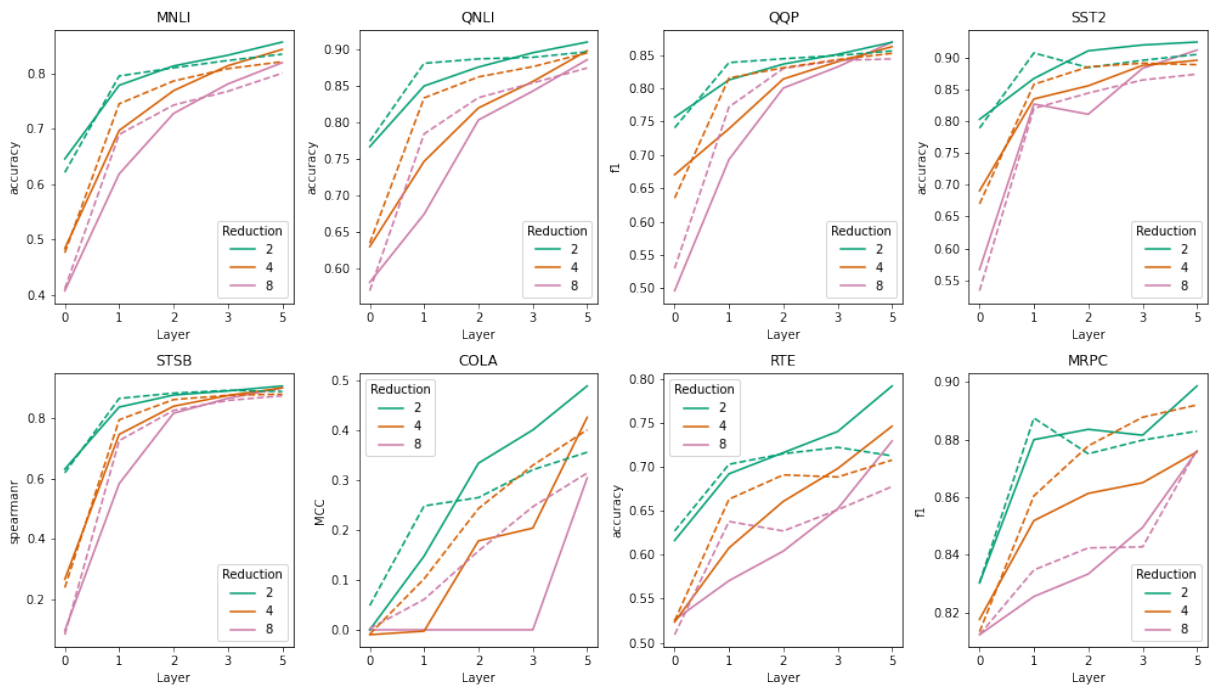 MNLI
accuracy
0.8
0.7
0.6
0.5
0.4
Reduction
2
4
8
0 1 2 3 5
Layer
QNLI
accuracy
0.90
0.85
0.80
0.75
0.70
0.65
0.60
Reduction
2
4
8
0 1 2 3 5
Layer
QQP
f1
0.85
0.80
0.75
0.70
0.65
0.60
0.55
0.50
Reduction
2
4
8
0 1 2 3 5
Layer
SST2
accuracy
0.90
0.85
0.80
0.75
0.70
0.65
0.60
0.55
Reduction
2
4
8
0 1 2 3 5
Layer
STSB
spearmanr
0.8
0.6
0.4
0.2
Reduction
2
4
8
0 1 2 3 5
Layer
COLA
MCC
0.5
0.4
0.3
0.2
0.1
0.0
Reduction
2
4
8
0 1 2 3 5
Layer
RTE
accuracy
0.80
0.75
0.70
0.65
0.60
0.55
0.50
Reduction
2
4
8
0 1 2 3 5
Layer
MRPC
f1
0.90
0.88
0.86
0.84
0.82
Reduction
2
4
8
0 1 2 3 5
Layer